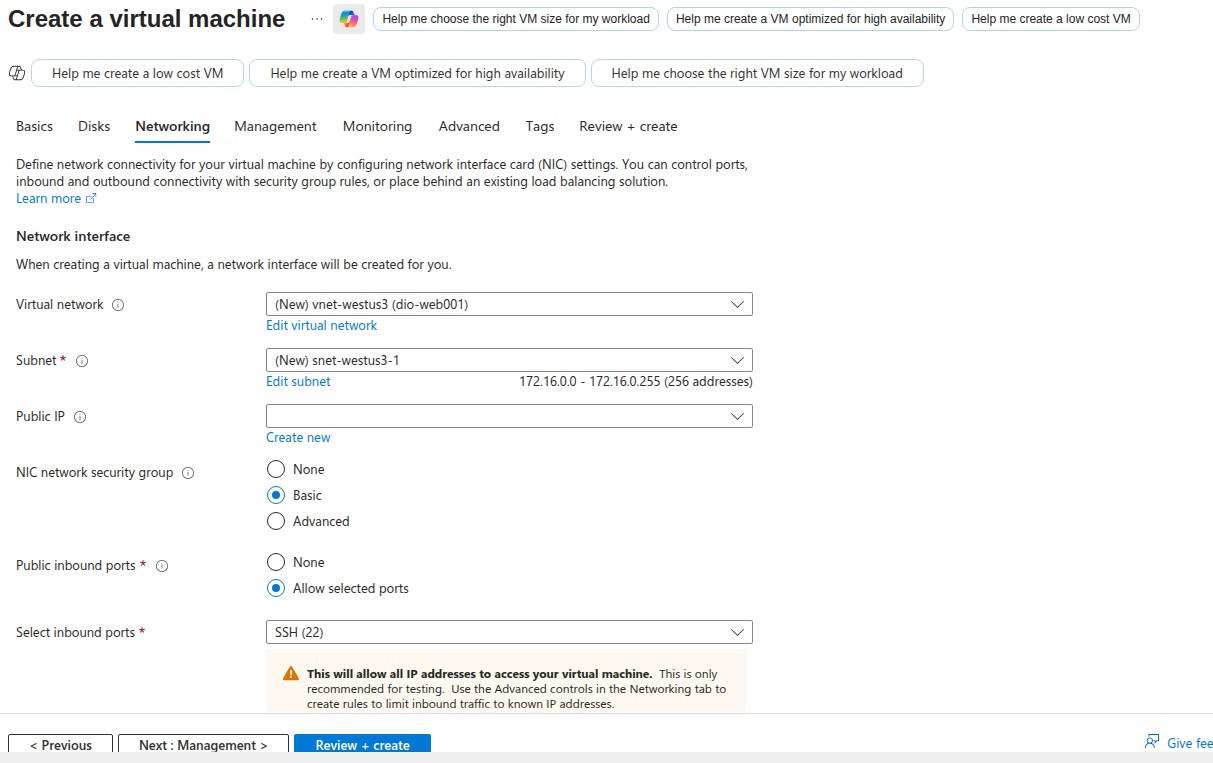 Create a virtual machine ... Help me choose the right VM size for my workload Help me create a VM optimized for high availability Help me create a low cost VM
Help me create a low cost VM Help me create a VM optimized for high availability Help me choose the right VM size for my workload
Basics Disks Networking Management Monitoring Advanced Tags Review + create
Define network connectivity for your virtual machine by configuring network interface card (NIC) settings. You can control ports,
inbound and outbound connectivity with security group rules, or place behind an existing load balancing solution.
Learn more
Network interface
When creating a virtual machine, a network interface will be created for you.
Virtual network (New) vnet-westus3 (dio-web001)
Edit virtual network
Subnet * (New) snet-westus3-1
Edit subnet 172.16.0.0 - 172.16.0.255 (256 addresses)
Public IP
Create new
NIC network security group None
Basic
Advanced
Public inbound ports * None
Allow selected ports
Select inbound ports * SSH (22)
This will allow all IP addresses to access your virtual machine. This is only
recommended for testing. Use the Advanced controls in the Networking tab to
create rules to limit inbound traffic to known IP addresses.
< Previous Next : Management > Review + create Give fee